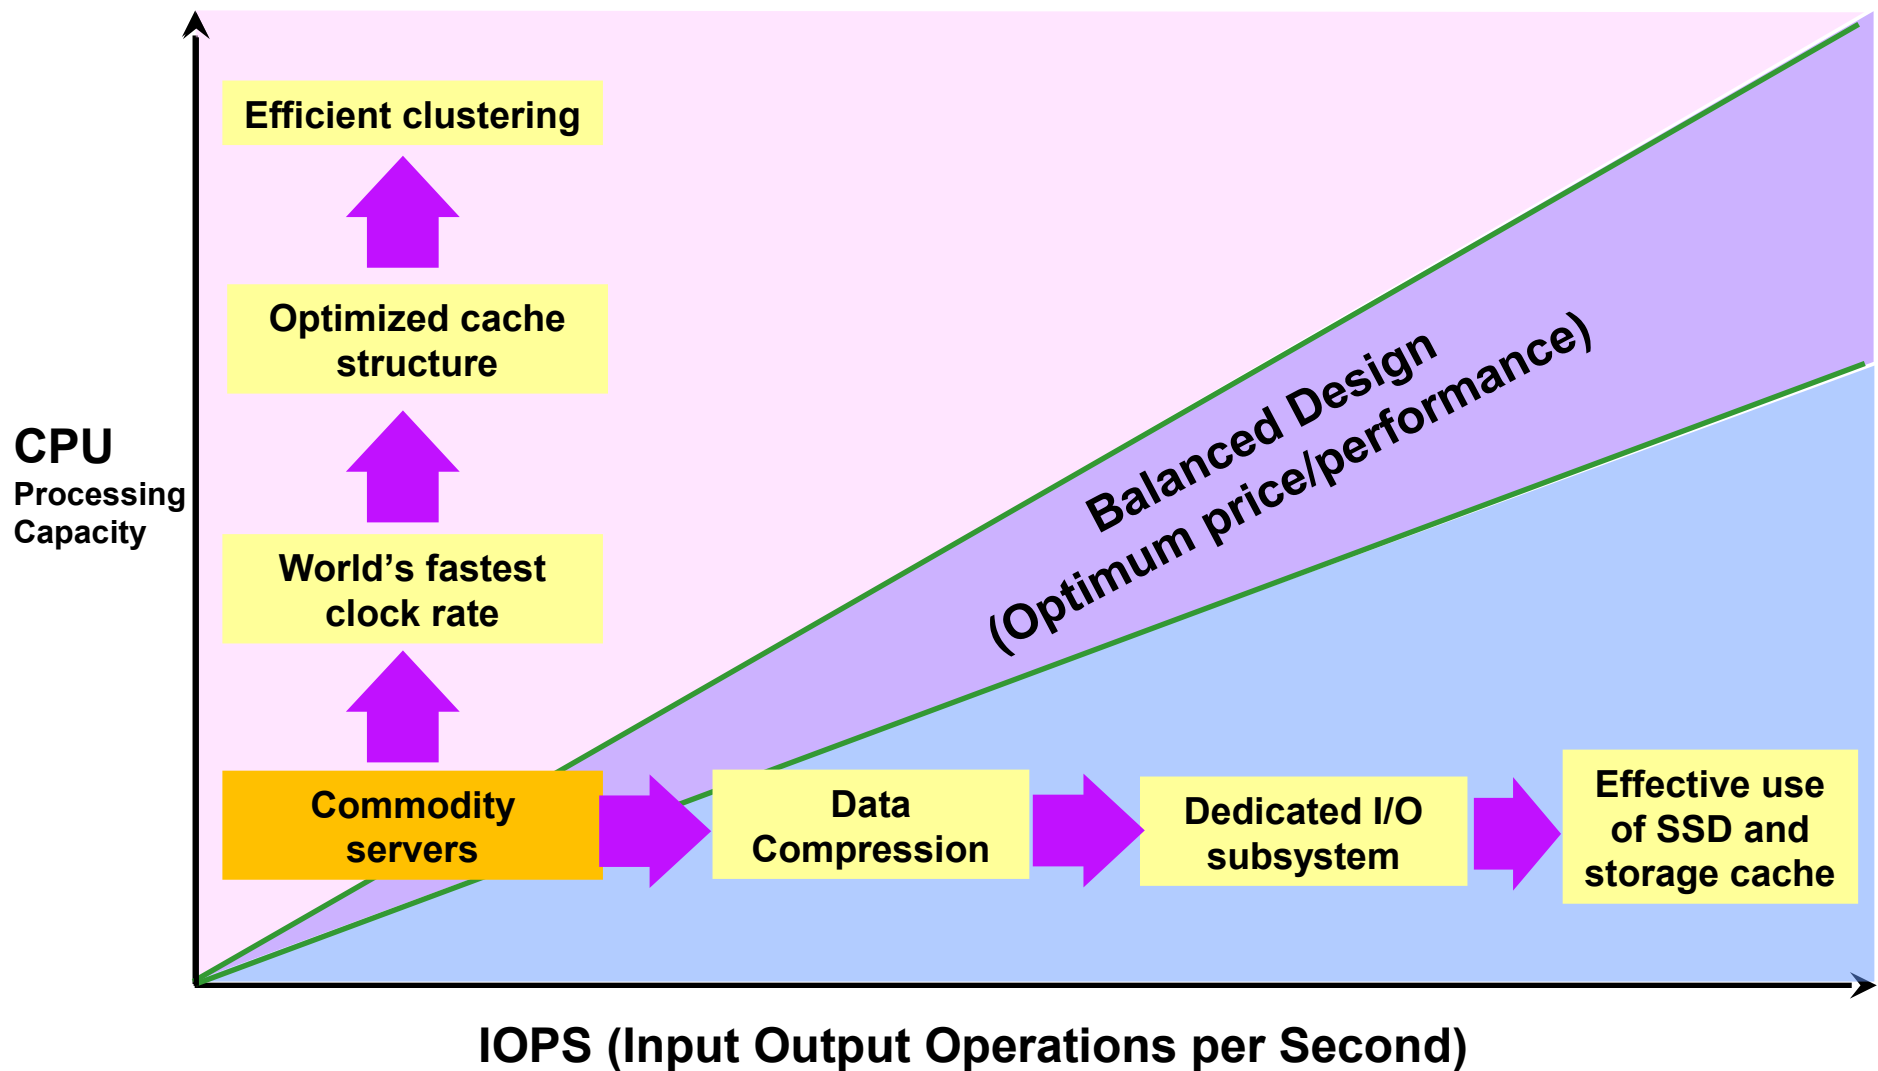 Efficient clustering
Optimized cache
structure
CPU
Processing
Capacity
World’s fastest
clock rate
Balanced Design
(Optimum price/performance)
Commodity
servers
Data
Compression
Dedicated I/O
subsystem
Effective use
of SSD and
storage cache
IOPS (Input Output Operations per Second)